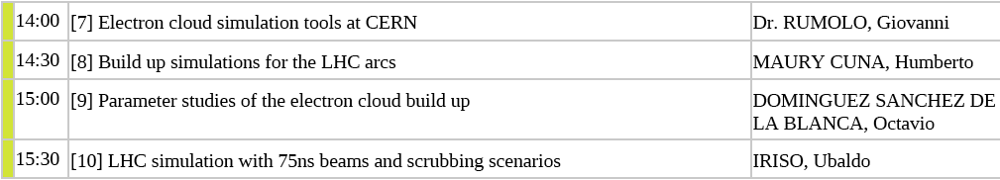 14:00 [7] Electron cloud simulation tools at CERN Dr. RUMOLO, Giovanni
14:30 [8] Build up simulations for the LHC arcs MAURY CUNA, Humberto
15:00 [9] Parameter studies of the electron cloud build up DOMINGUEZ SANCHEZ DE
LA BLANCA, Octavio
15:30 [10] LHC simulation with 75ns beams and scrubbing scenarios IRISO, Ubaldo